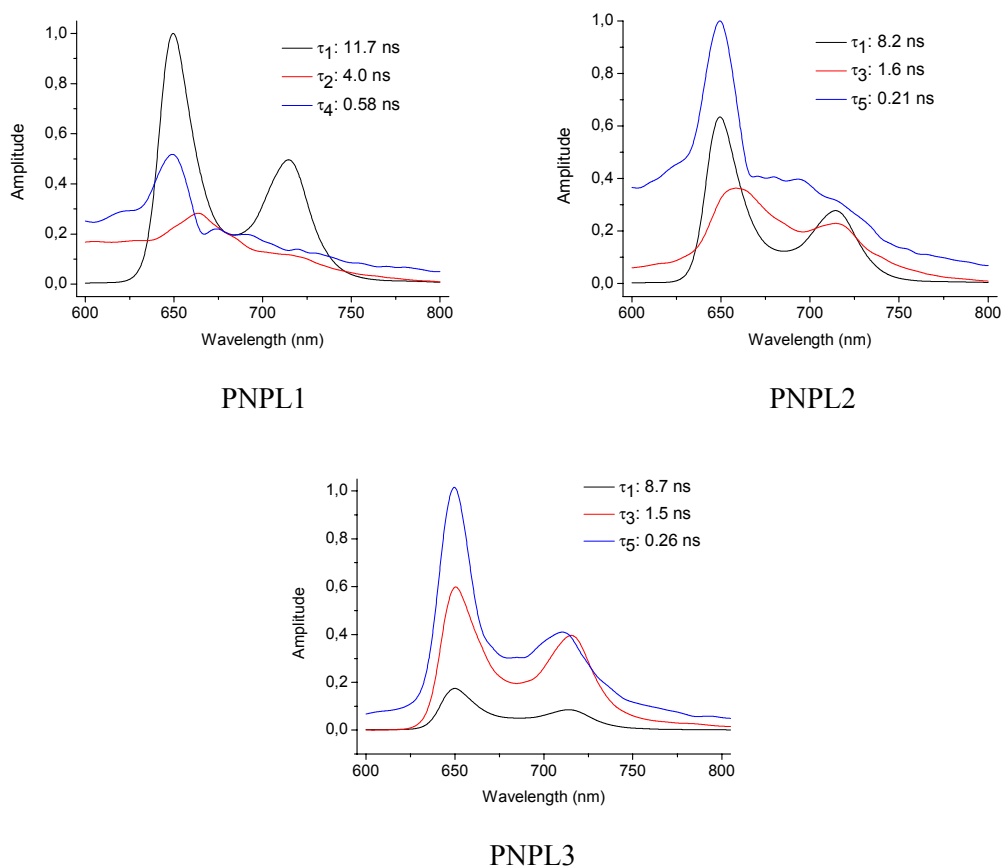 1,0
0,8
0,6
0,4
0,2
0,0
Amplitude
τ1: 11.7 ns
τ2: 4.0 ns
τ4: 0.58 ns
600 650 700 750 800
Wavelength (nm)
PNPL1
1,0
0,8
0,6
0,4
0,2
0,0
Amplitude
τ1: 8.2 ns
τ3: 1.6 ns
τ5: 0.21 ns
600 650 700 750 800
Wavelength (nm)
PNPL2
1,0
0,8
0,6
0,4
0,2
0,0
Amplitude
τ1: 8.7 ns
τ3: 1.5 ns
τ5: 0.26 ns
600 650 700 750 800
Wavelength (nm)
PNPL3